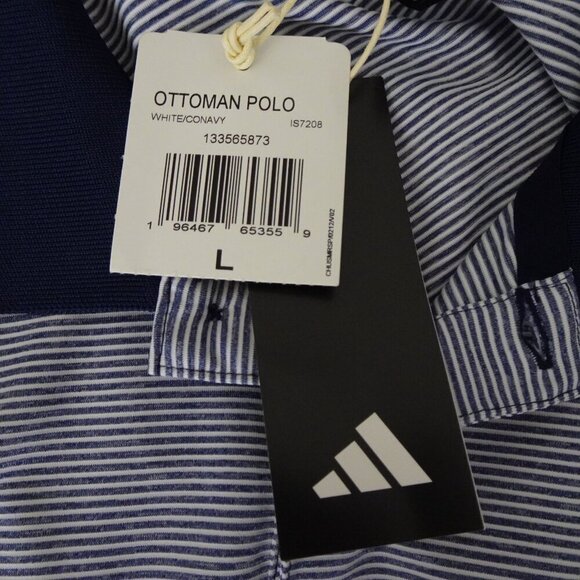 OTTOMAN POLO
WHITE/CONAVY IS7208
133565873
1 96467 65355 9
L